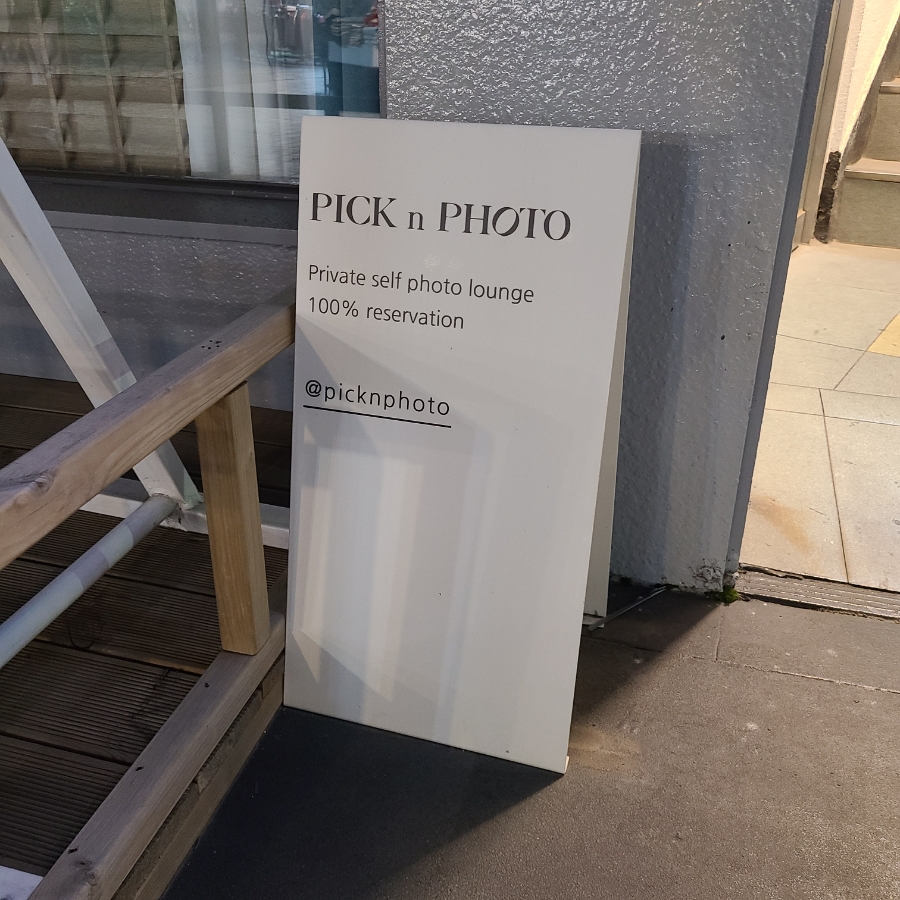 PICK n PHOTO
Private self photo lounge
100% reservation
@picknphoto